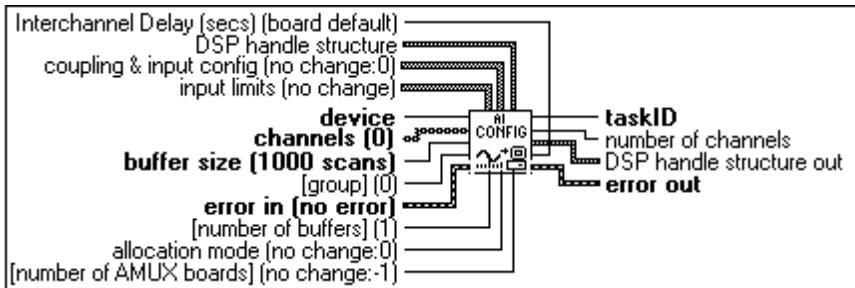 Interchannel Delay (secs) (board default)
DSP handle structure
coupling & input config (no change:0)
input limits (no change)
device
channels (0)
buffer size (1000 scans)
[group] (0)
error in (no error)
[number of buffers] (1)
allocation mode (no change:0)
[number of AMUX boards] (no change:-1)
AI
CONFIG
taskID
number of channels
DSP handle structure out
error out